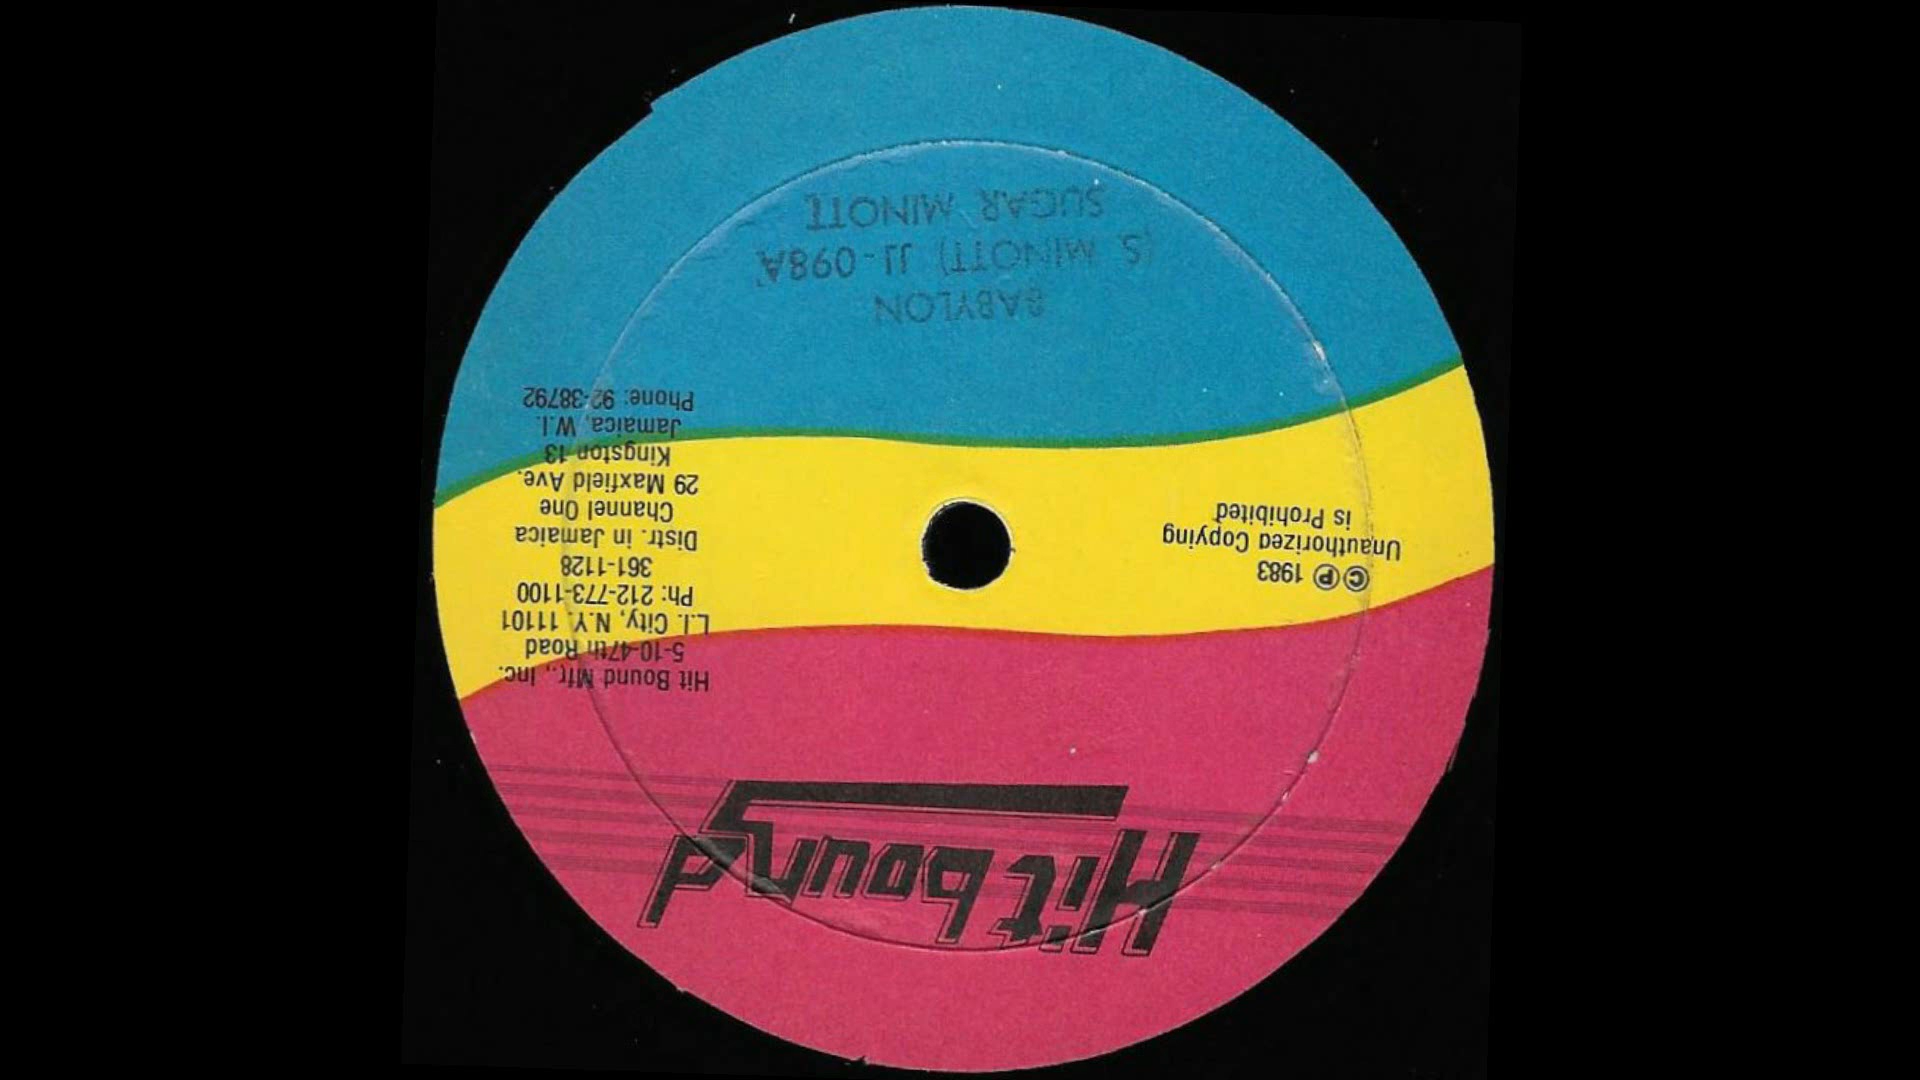 Hit bound
© ℗ 1983
Unauthorized Copying
is Prohibited
Hit Bound Mfr., Inc.
5-10-47th Road
L.I. City, N.Y. 11101
Ph: 212-773-1100
361-1128
Distr. in Jamaica
Channel One
29 Maxfield Ave.
Kingston 13
Jamaica, W.I.
Phone: 92-38792
BABYLON
(S. MINOTT) JJ-098A
SUGAR MINOTT